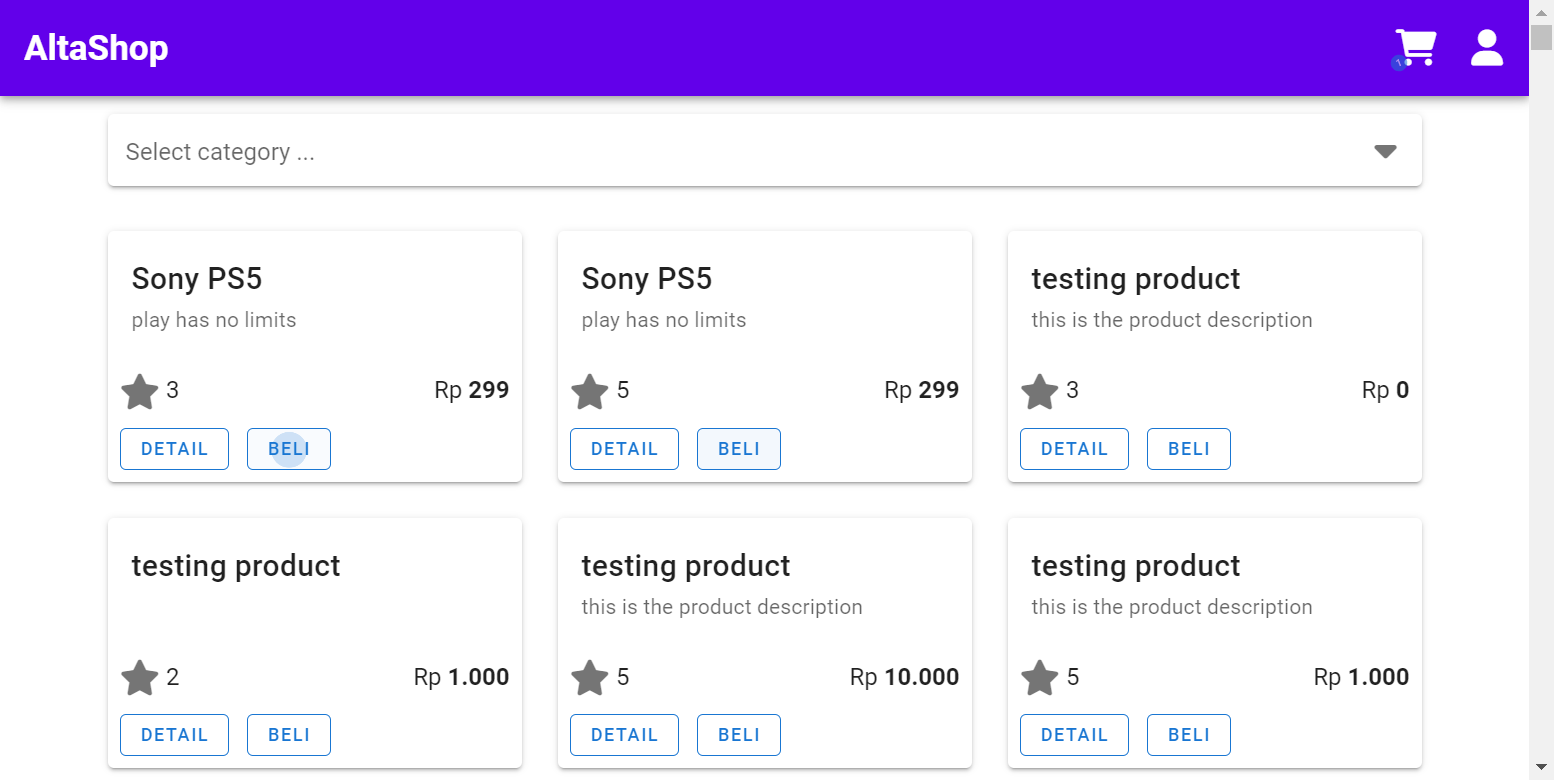 AltaShop
Select category ...
Sony PS5
play has no limits
3 Rp 299
DETAIL BELI
Sony PS5
play has no limits
5 Rp 299
DETAIL BELI
testing product
this is the product description
3 Rp 0
DETAIL BELI
testing product
2 Rp 1.000
DETAIL BELI
testing product
this is the product description
5 Rp 10.000
DETAIL BELI
testing product
this is the product description
5 Rp 1.000
DETAIL BELI